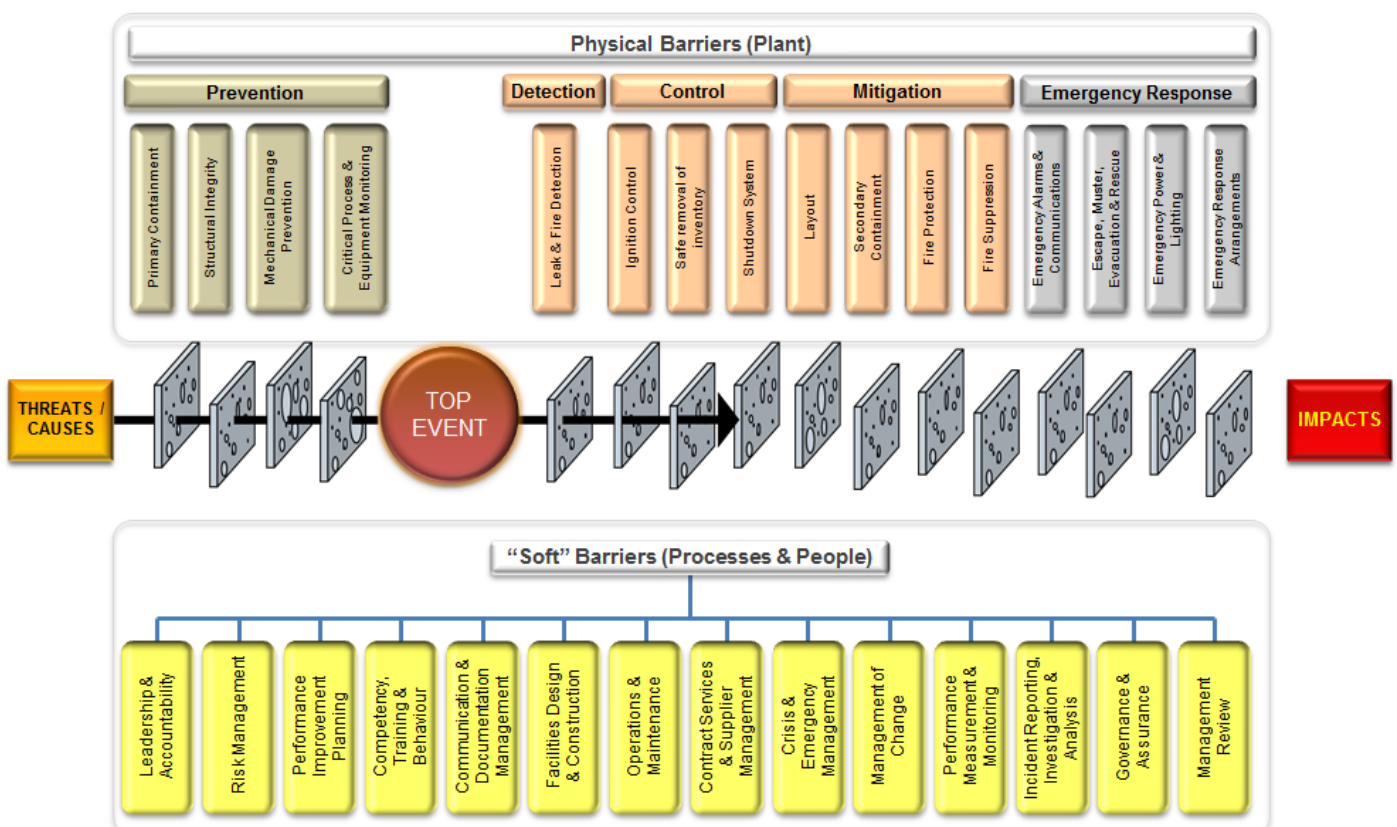 Physical Barriers (Plant)
Prevention
Detection
Control
Mitigation
Emergency Response
Primary Containment
Structural Integrity
Mechanical Damage
Prevention
Critical Process &
Equipment Monitoring
Leak & Fire Detection
Ignition Control
Safe removal of
inventory
Shutdown System
Layout
Secondary
Containment
Fire Protection
Fire Suppression
Emergency Alarms &
Communications
Escape, Muster,
Evacuation & Rescue
Emergency Power &
Lighting
Emergency Response
Arrangements
THREATS /
CAUSES
TOP
EVENT
IMPACTS
“Soft” Barriers (Processes & People)
Leadership &
Accountability
Risk Management
Performance
Improvement
Planning
Competency,
Training &
Behaviour
Communication &
Documentation
Management
Facilities Design
& Construction
Operations &
Maintenance
Contract Services
& Supplier
Management
Crisis &
Emergency
Management
Management of
Change
Performance
Measurement &
Monitoring
Incident Reporting,
Investigation &
Analysis
Governance &
Assurance
Management
Review